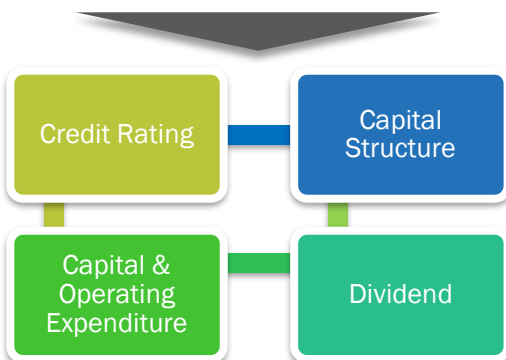 Credit Rating
Capital
Structure
Capital &
Operating
Expenditure
Dividend